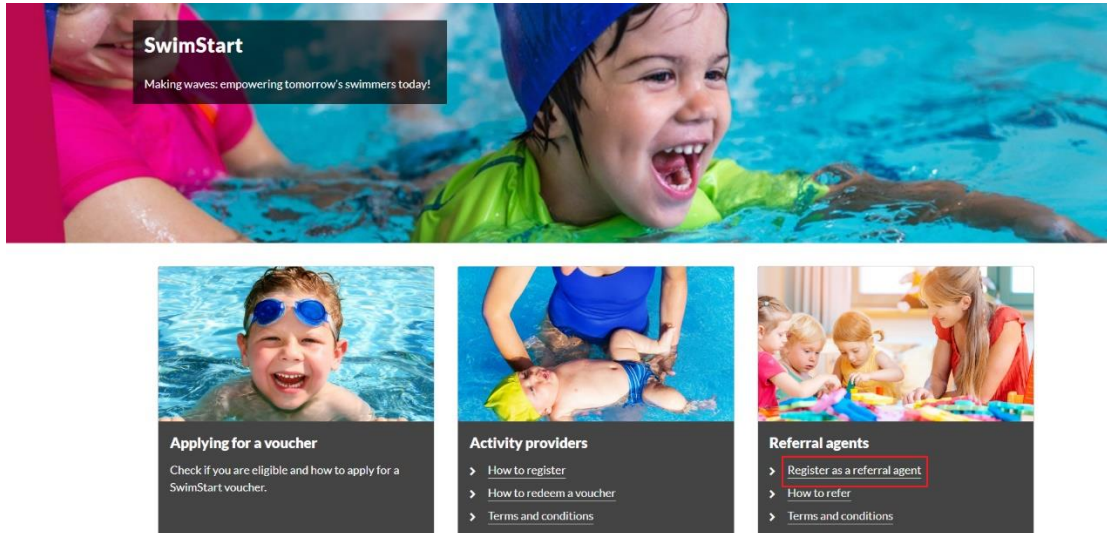 SwimStart
Making waves: empowering tomorrow's swimmers today!
Applying for a voucher
Check if you are eligible and how to apply for a
SwimStart voucher.
Activity providers
How to register
How to redeem a voucher
Terms and conditions
Referral agents
Register as a referral agent
How to refer
Terms and conditions